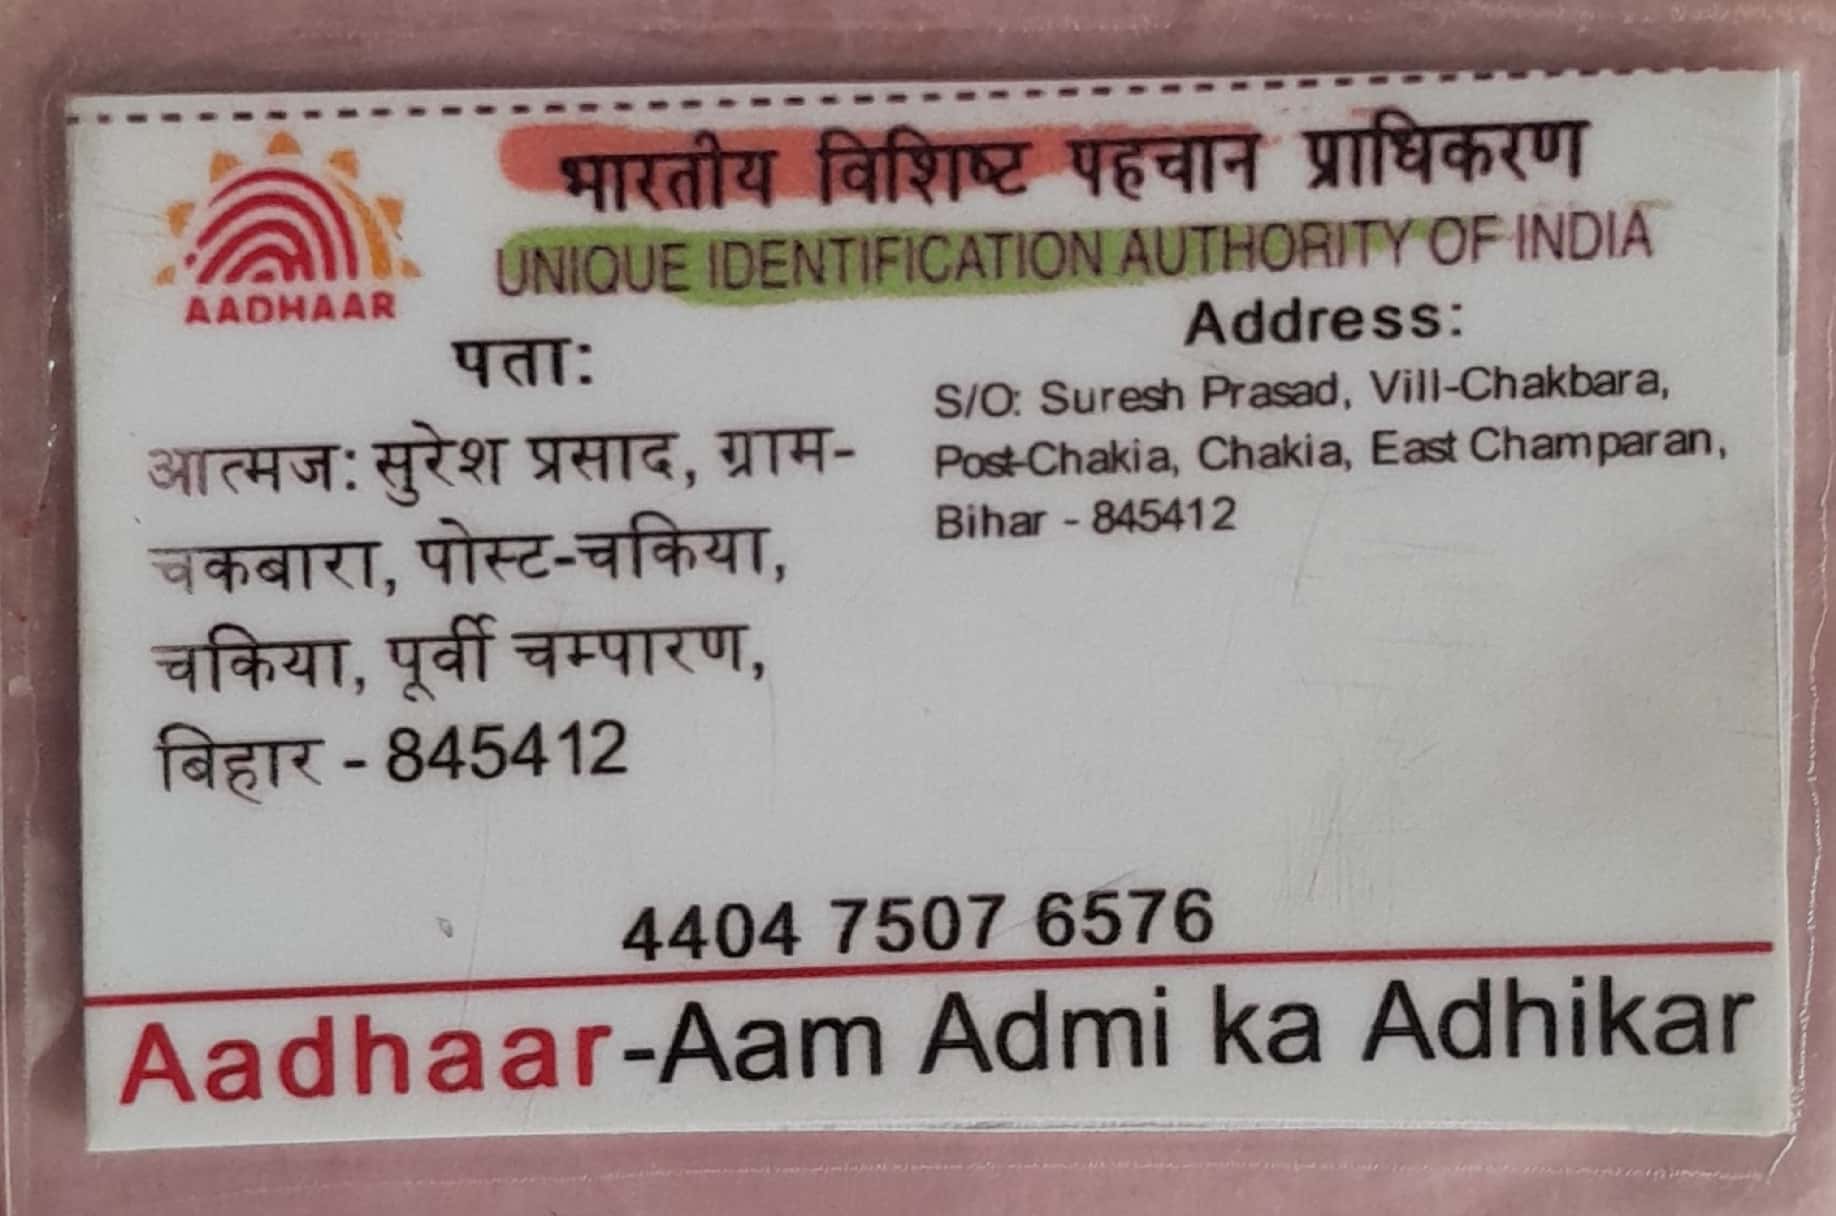 भारतीय विशिष्ट पहचान प्राधिकरण
UNIQUE IDENTIFICATION AUTHORITY OF INDIA
AADHAAR
पता:
आत्मज: सुरेश प्रसाद, ग्राम-
चकबारा, पोस्ट-चकिया,
चकिया, पूर्वी चम्पारण,
बिहार - 845412
Address:
S/O: Suresh Prasad, Vill-Chakbara,
Post-Chakia, Chakia, East Champaran,
Bihar - 845412
4404 7507 6576
Aadhaar-Aam Admi ka Adhikar